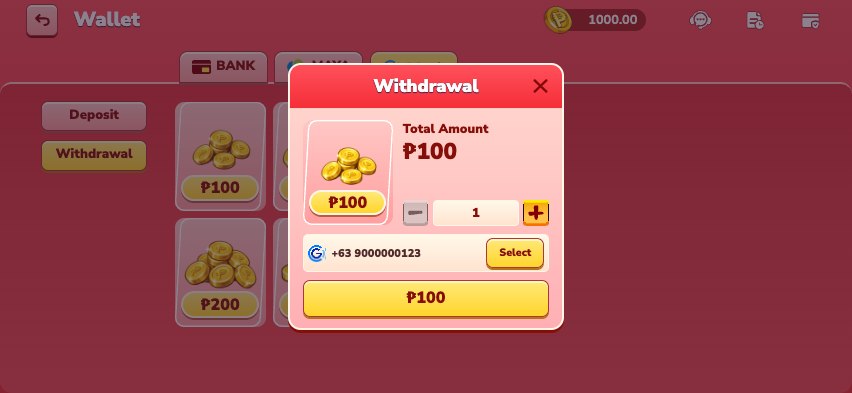 Wallet
1000.00
BANK
Deposit
Withdrawal
₱100
₱200
Withdrawal
Total Amount
₱100
₱100
1
+63 9000000123
Select
₱100